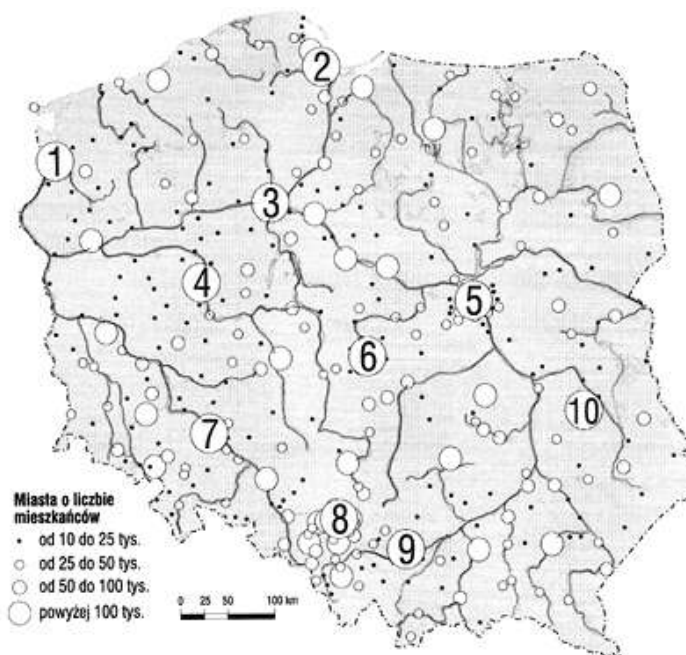 2
1
3
4
5
6
10
7
8
9
Miasta o liczbie
mieszkańców
od 10 do 25 tys.
od 25 do 50 tys.
od 50 do 100 tys.
powyżej 100 tys.
0 25 50 100 km